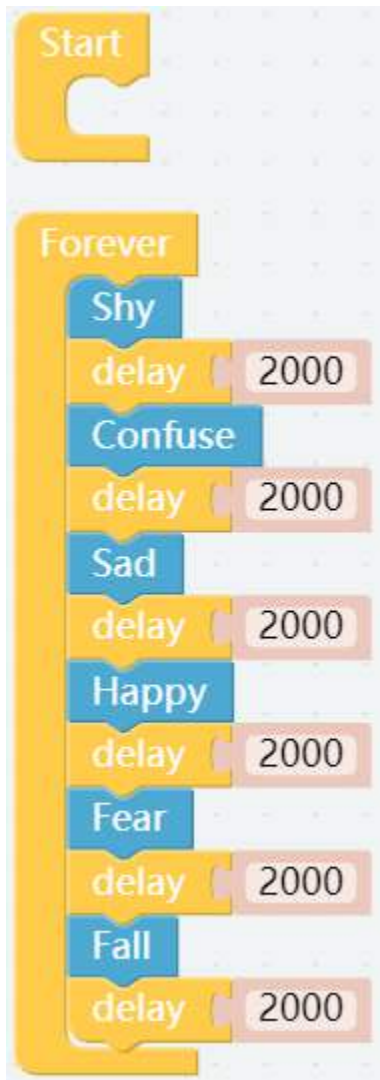 Start
Forever
Shy
delay 2000
Confuse
delay 2000
Sad
delay 2000
Happy
delay 2000
Fear
delay 2000
Fall
delay 2000